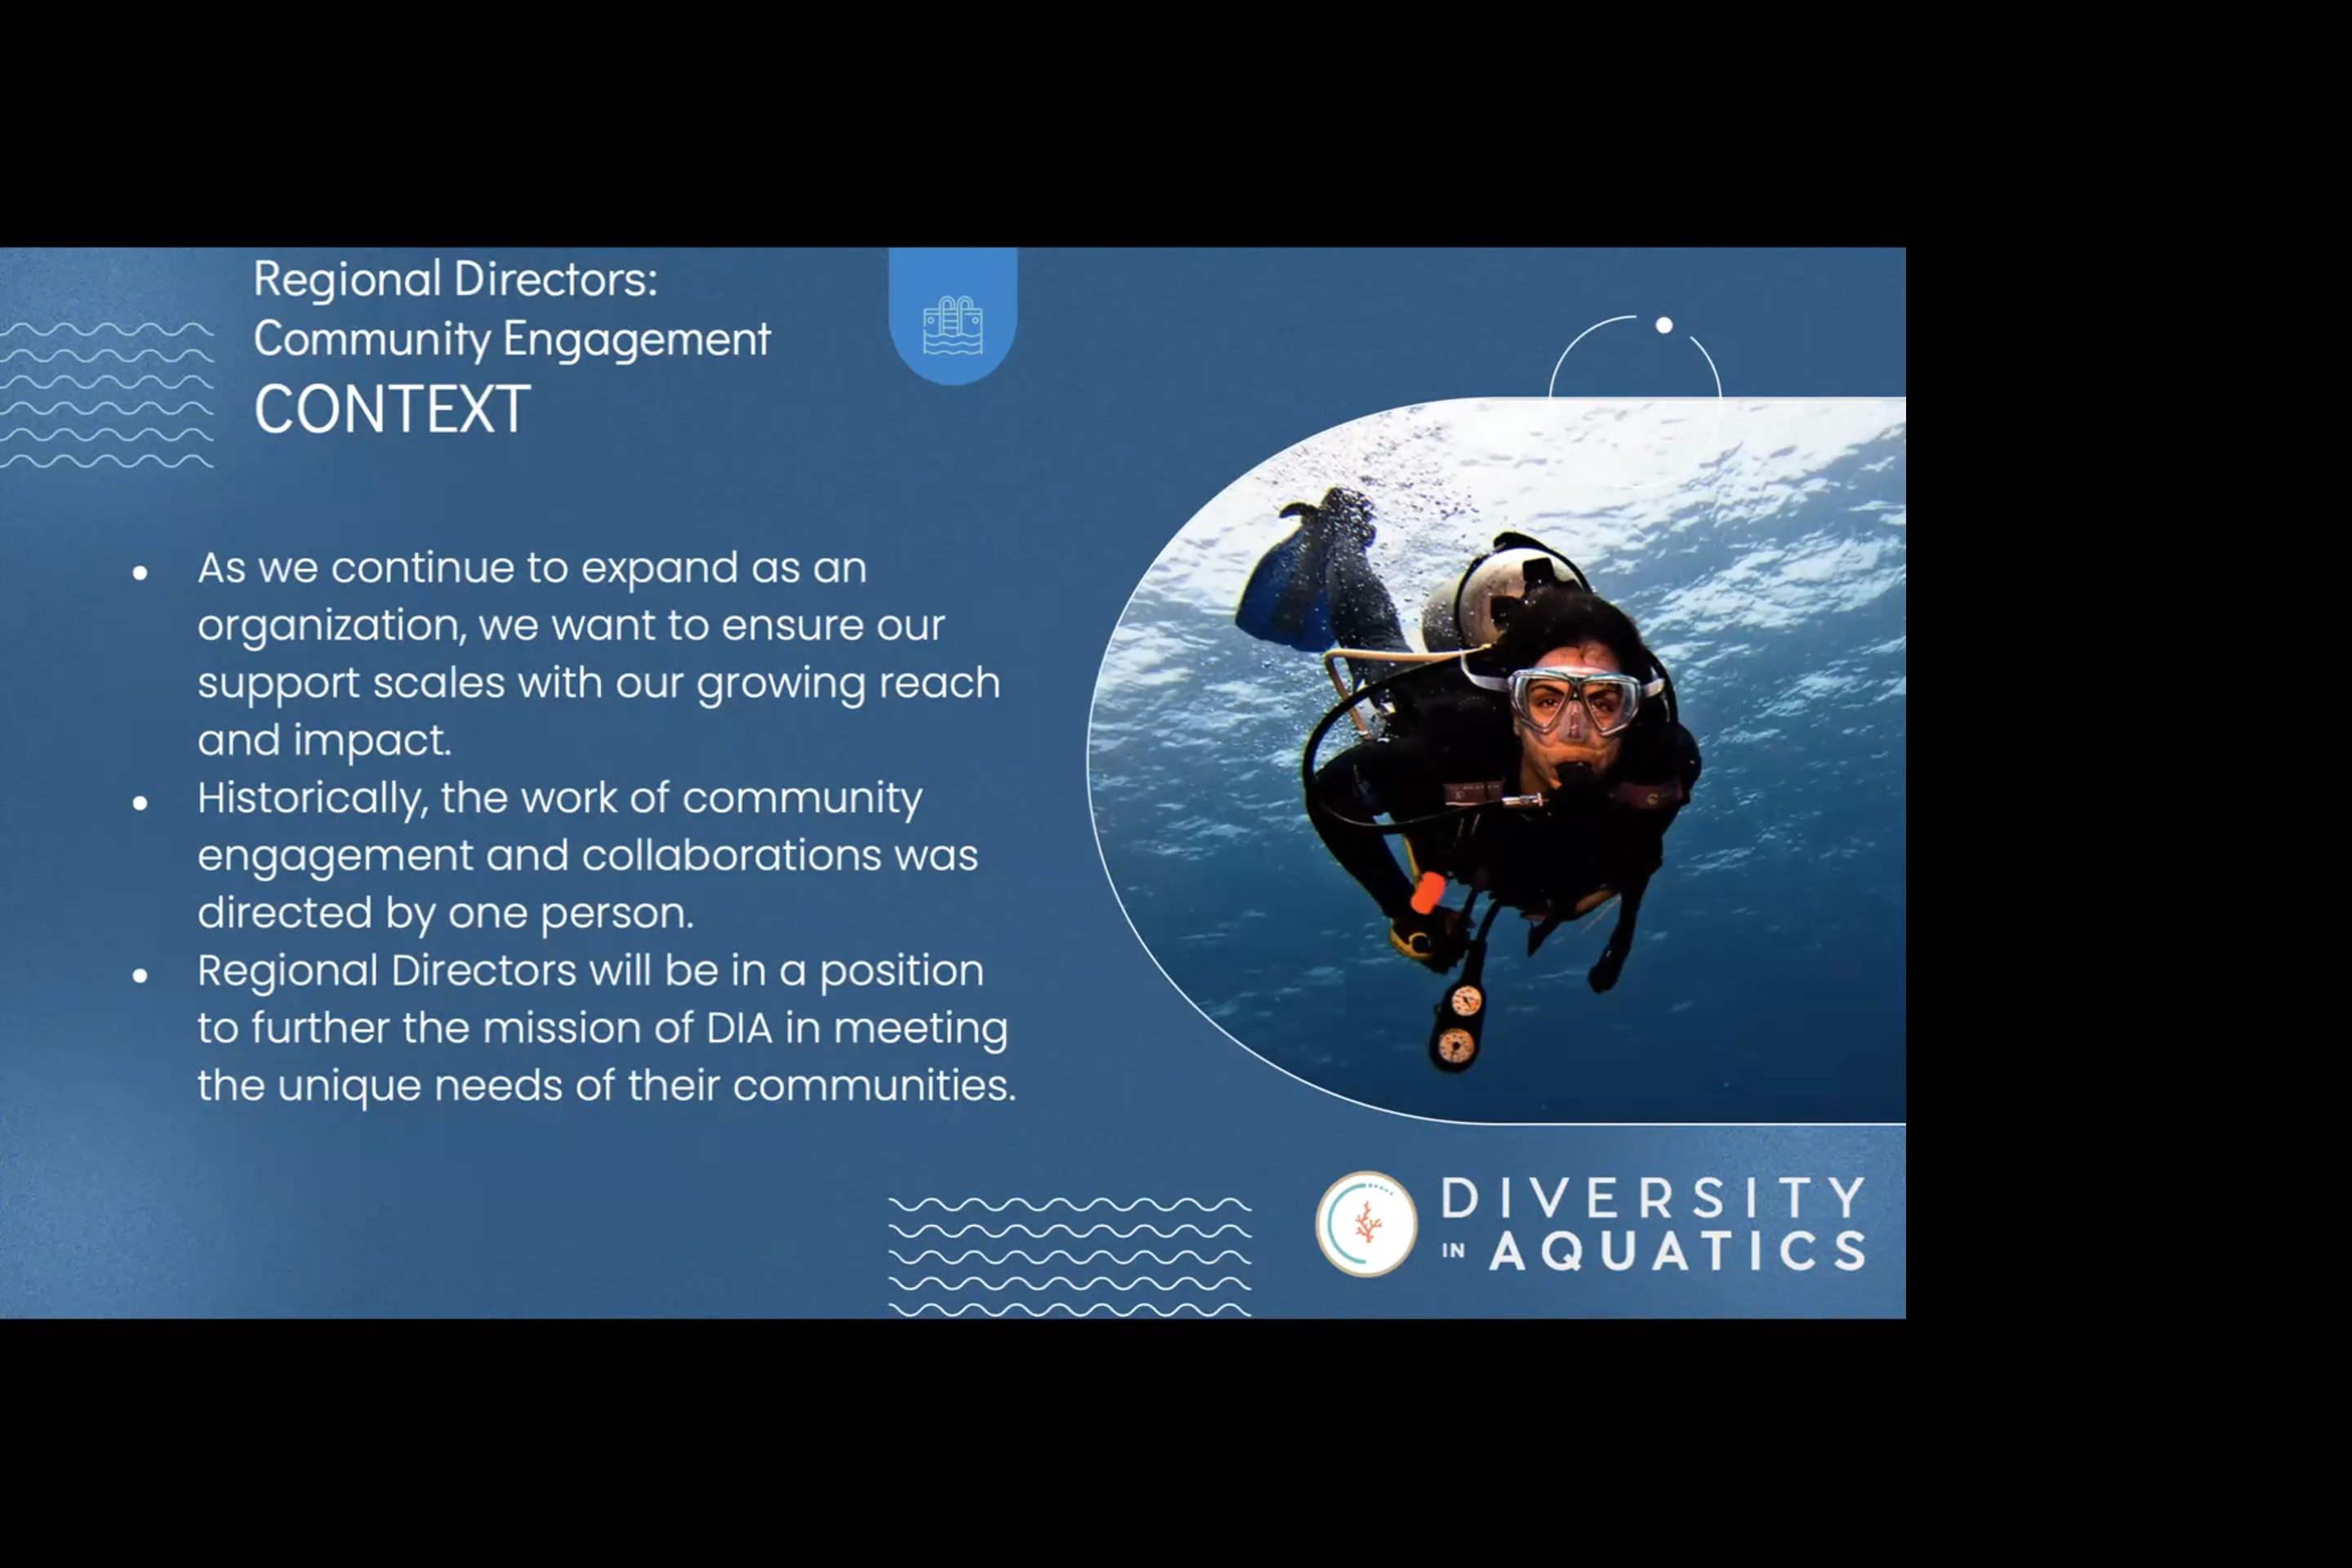 Regional Directors:
Community Engagement
CONTEXT
• As we continue to expand as an
organization, we want to ensure our
support scales with our growing reach
and impact.
• Historically, the work of community
engagement and collaborations was
directed by one person.
• Regional Directors will be in a position
to further the mission of DIA in meeting
the unique needs of their communities.
DIVERSITY
IN AQUATICS